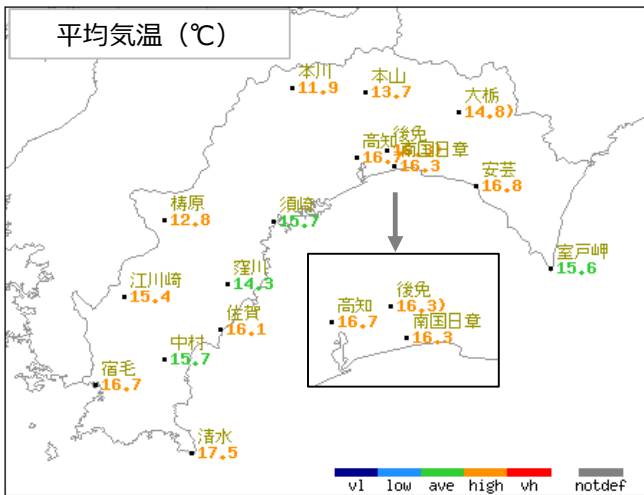 平均気温（℃）
本川
11.9
本山
13.7
大栃
14.8)
高知
16.7
後免
16.3)
南国日章
16.3
安芸
16.8
梼原
12.8
須崎
15.7
室戸岬
15.6
窪川
14.3
江川崎
15.4
佐賀
16.1
中村
15.7
宿毛
16.7
清水
17.5
後免
16.3)
高知
16.7
南国日章
16.3
vl low ave high vh notdef